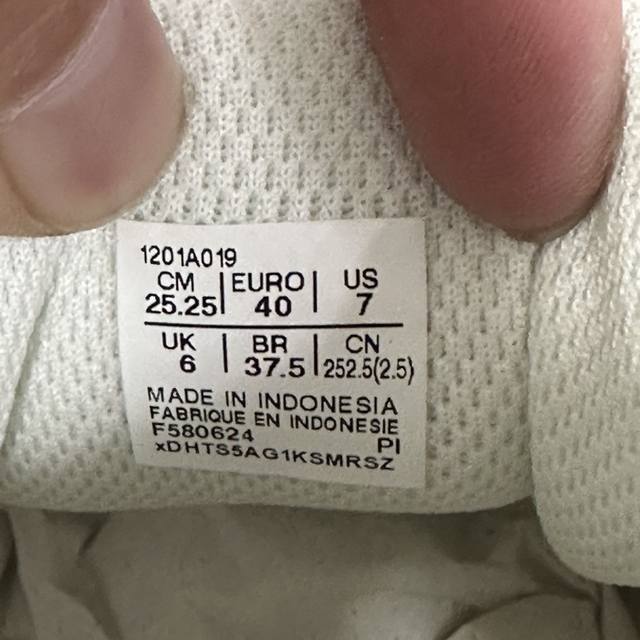 1201A019
CM | EURO | US
25.25 | 40 | 7
UK | BR | CN
6 | 37.5 | 252.5(2.5)
MADE IN INDONESIA
FABRIQUE EN INDONESIE
F580624 PI
xDHTS5AG1KSMRSZ